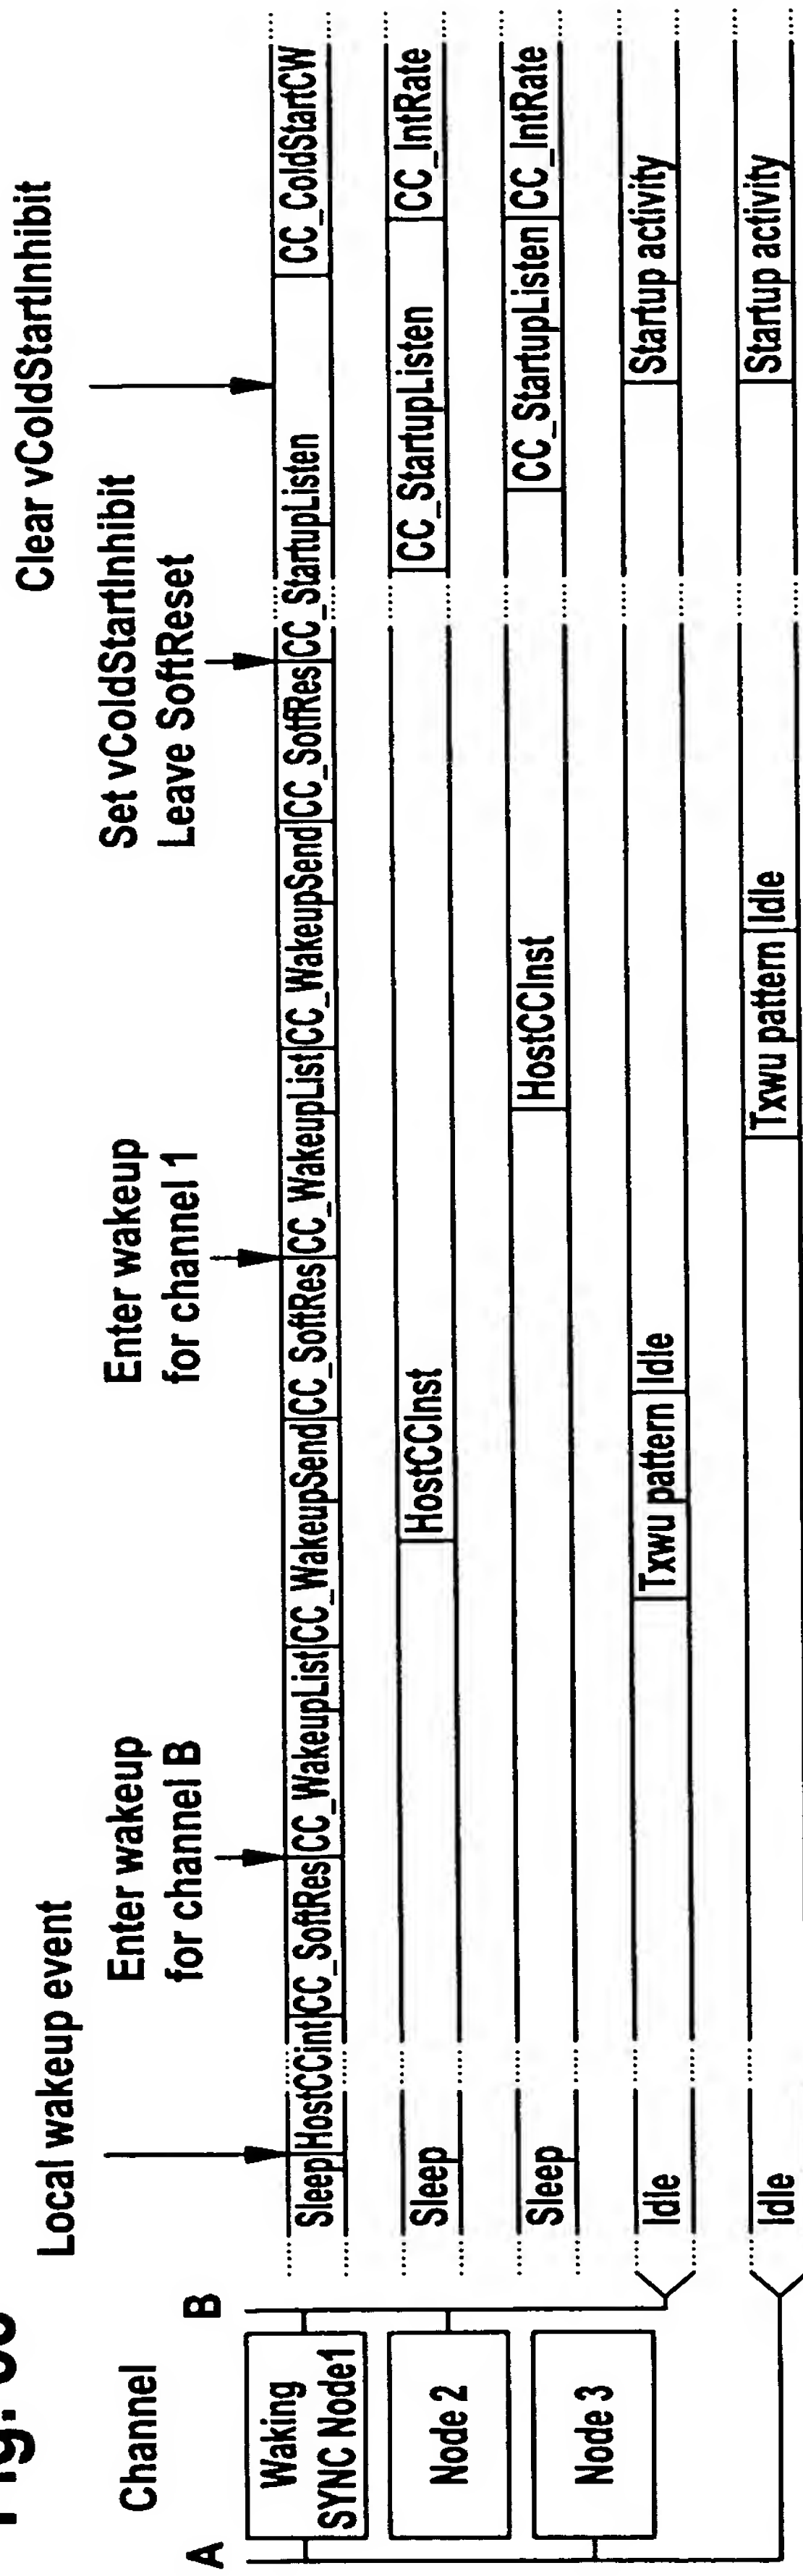 Channel
A
B
Waking
SYNC Node1
Node 2
Node 3
Local wakeup event
Enter wakeup
for channel B
Enter wakeup
for channel 1
Set vColdStartInhibit
Leave SoftReset
Clear vColdStartInhibit
Sleep HostCCint CC_SoftRes CC_WakeupList CC_WakeupSend CC_SoftRes CC_WakeupList CC_WakeupSend CC_SoftRes CC_StartupListen CC_ColdStartCW
Sleep HostCCInst CC_StartupListen CC_IntRate
Sleep HostCCInst CC_StartupListen CC_IntRate
Idle Txwu pattern Idle Startup activity
Idle Txwu pattern Idle Startup activity